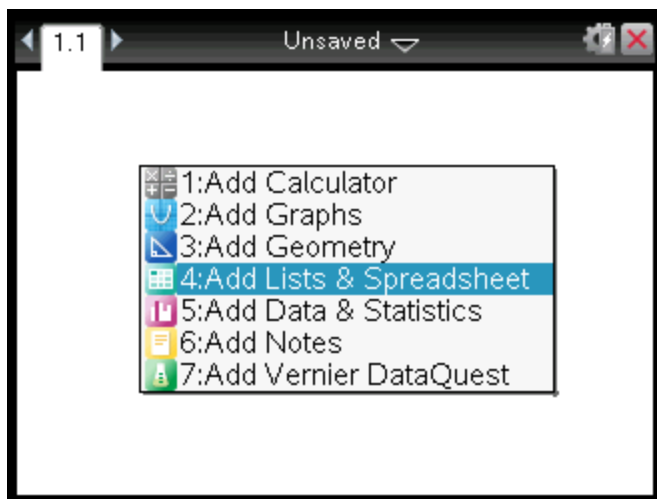 1.1 Unsaved
1:Add Calculator
2:Add Graphs
3:Add Geometry
4:Add Lists & Spreadsheet
5:Add Data & Statistics
6:Add Notes
7:Add Vernier DataQuest